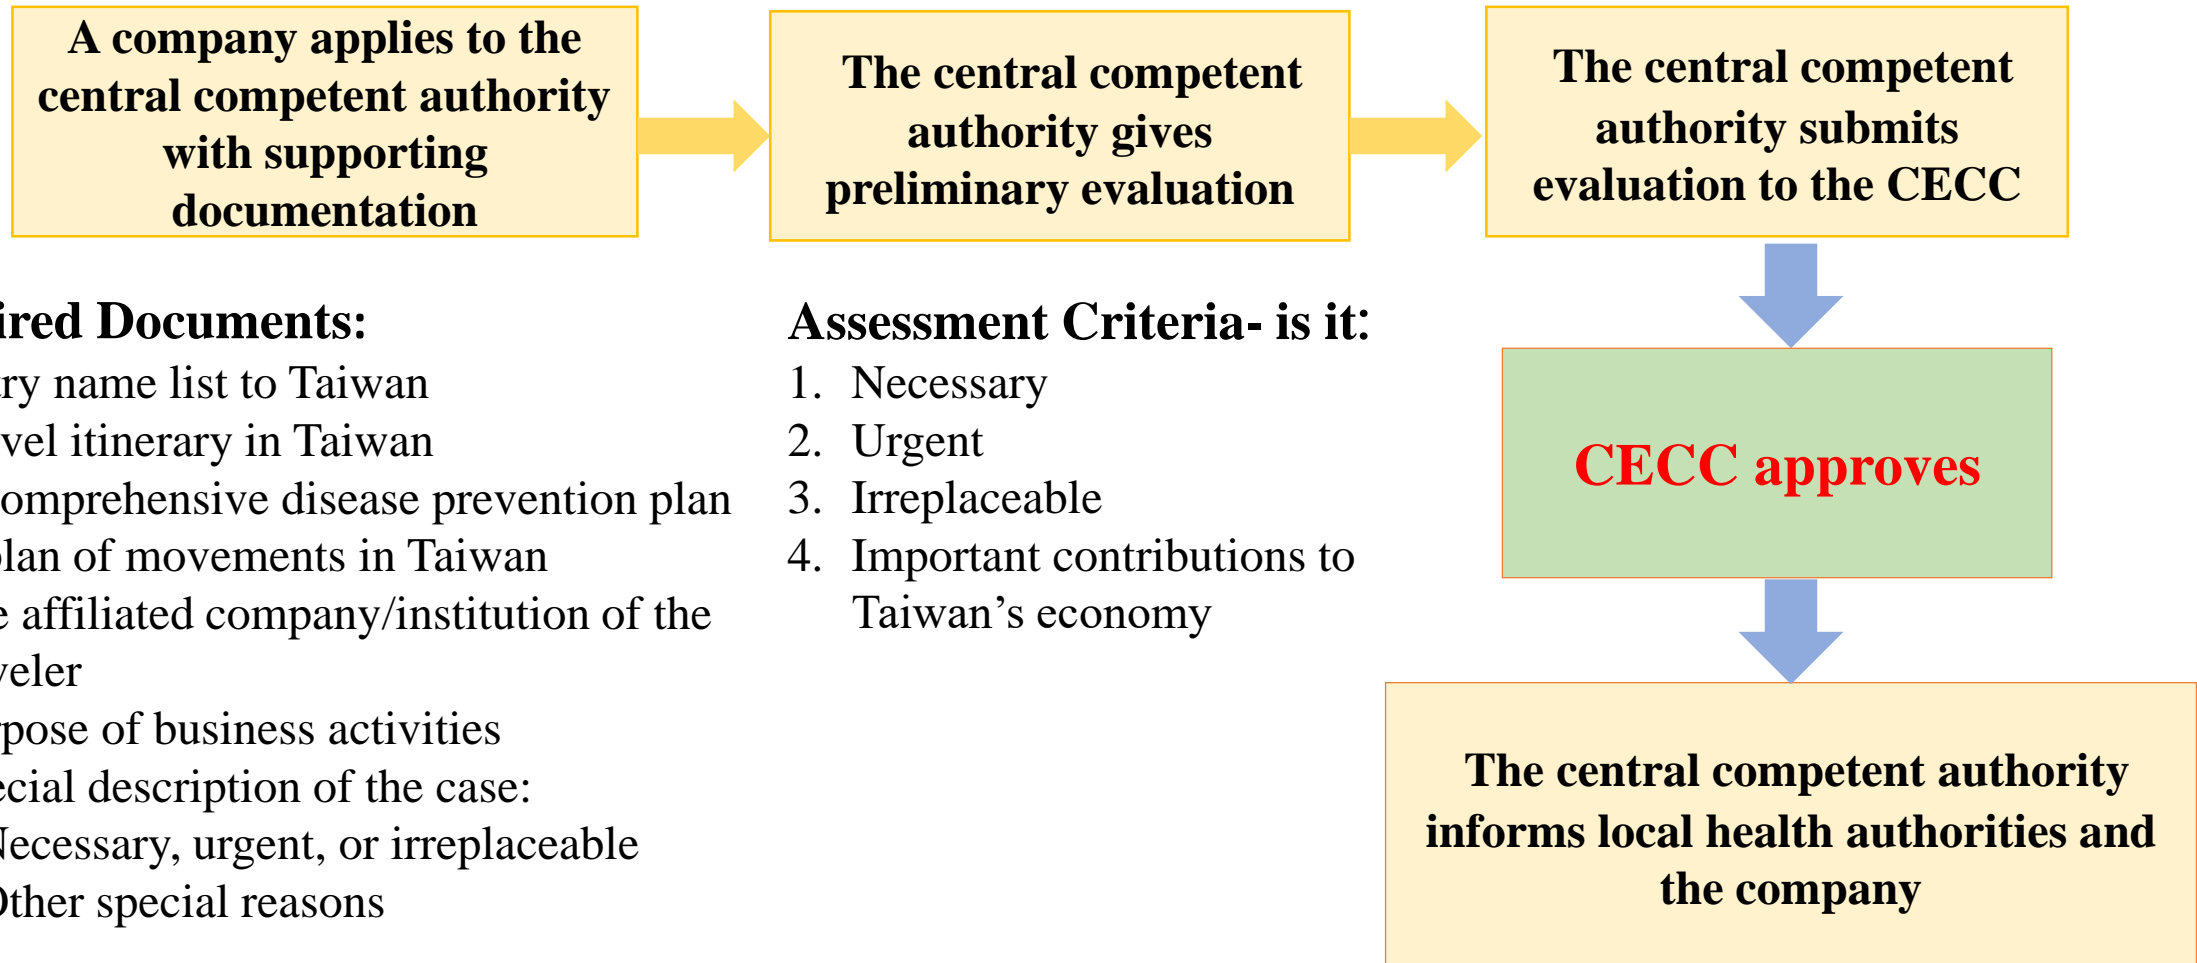 A company applies to the
central competent authority
with supporting
documentation
The central competent
authority gives
preliminary evaluation
The central competent
authority submits
evaluation to the CECC
ired Documents:
try name list to Taiwan
vel itinerary in Taiwan
comprehensive disease prevention plan
plan of movements in Taiwan
e affiliated company/institution of the
veler
rpose of business activities
ecial description of the case:
Necessary, urgent, or irreplaceable
Other special reasons
Assessment Criteria- is it:
1. Necessary
2. Urgent
3. Irreplaceable
4. Important contributions to
Taiwan’s economy
CECC approves
The central competent authority
informs local health authorities and
the company